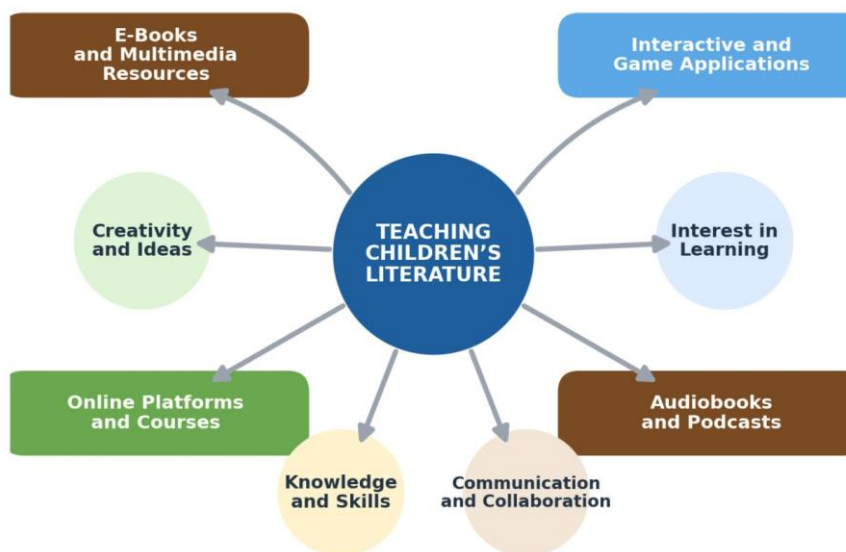 E-Books
and Multimedia
Resources
Interactive and
Game Applications
Creativity
and Ideas
TEACHING
CHILDREN’S
LITERATURE
Interest in
Learning
Online Platforms
and Courses
Audiobooks
and Podcasts
Knowledge
and Skills
Communication
and Collaboration